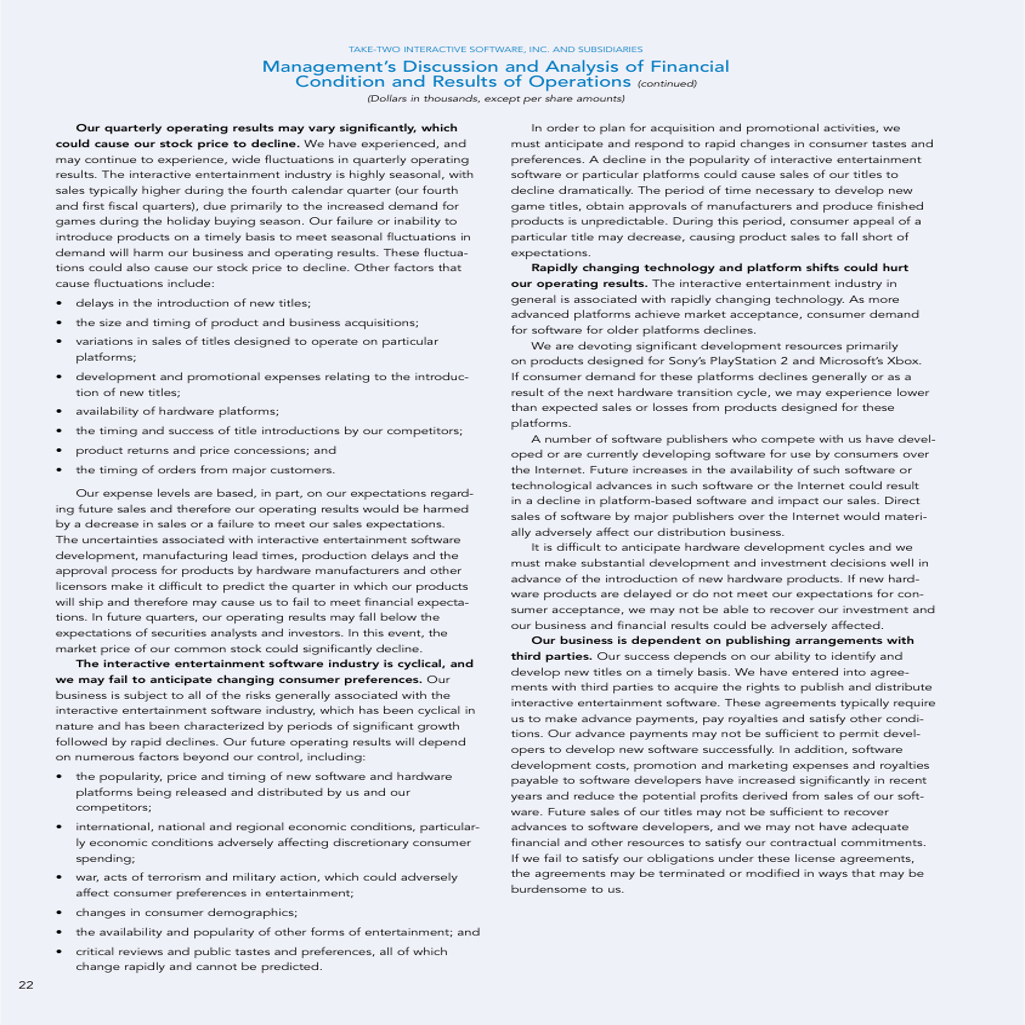 TAKE-TWO INTERACTIVE SOFTWARE, INC. AND SUBSIDIARIES
Management's Discussion and Analysis of Financial
Condition and Results of Operations (continued)
(Dollars in thousands, except per share amounts)
Our quarterly operating results may vary significantly, which
could cause our stock price to decline. We have experienced, and
may continue to experience, wide fluctuations in quarterly operating
results. The interactive entertainment industry is highly seasonal, with
sales typically higher during the fourth calendar quarter (our fourth
and first fiscal quarters), due primarily to the increased demand for
games during the holiday buying season. Our failure or inability to
introduce products on a timely basis to meet seasonal fluctuations in
demand will harm our business and operating results. These fluctua-
tions could also cause our stock price to decline. Other factors that
cause fluctuations include:
• delays in the introduction of new titles;
• the size and timing of product and business acquisitions;
• variations in sales of titles designed to operate on particular
platforms;
• development and promotional expenses relating to the introduc-
tion of new titles;
• availability of hardware platforms;
• the timing and success of title introductions by our competitors;
• product returns and price concessions; and
• the timing of orders from major customers.
Our expense levels are based, in part, on our expectations regard-
ing future sales and therefore our operating results would be harmed
by a decrease in sales or a failure to meet our sales expectations.
The uncertainties associated with interactive entertainment software
development, manufacturing lead times, production delays and the
approval process for products by hardware manufacturers and other
licensors make it difficult to predict the quarter in which our products
will ship and therefore may cause us to fail to meet financial expecta-
tions. In future quarters, our operating results may fall below the
expectations of securities analysts and investors. In this event, the
market price of our common stock could significantly decline.
The interactive entertainment software industry is cyclical, and
we may fail to anticipate changing consumer preferences. Our
business is subject to all of the risks generally associated with the
interactive entertainment software industry, which has been cyclical in
nature and has been characterized by periods of significant growth
followed by rapid declines. Our future operating results will depend
on numerous factors beyond our control, including:
• the popularity, price and timing of new software and hardware
platforms being released and distributed by us and our
competitors;
• international, national and regional economic conditions, particular-
ly economic conditions adversely affecting discretionary consumer
spending;
• war, acts of terrorism and military action, which could adversely
affect consumer preferences in entertainment;
• changes in consumer demographics;
• the availability and popularity of other forms of entertainment; and
• critical reviews and public tastes and preferences, all of which
change rapidly and cannot be predicted.
In order to plan for acquisition and promotional activities, we
must anticipate and respond to rapid changes in consumer tastes and
preferences. A decline in the popularity of interactive entertainment
software or particular platforms could cause sales of our titles to
decline dramatically. The period of time necessary to develop new
game titles, obtain approvals of manufacturers and produce finished
products is unpredictable. During this period, consumer appeal of a
particular title may decrease, causing product sales to fall short of
expectations.
Rapidly changing technology and platform shifts could hurt
our operating results. The interactive entertainment industry in
general is associated with rapidly changing technology. As more
advanced platforms achieve market acceptance, consumer demand
for software for older platforms declines.
We are devoting significant development resources primarily
on products designed for Sony's PlayStation 2 and Microsoft's Xbox.
If consumer demand for these platforms declines generally or as a
result of the next hardware transition cycle, we may experience lower
than expected sales or losses from products designed for these
platforms.
A number of software publishers who compete with us have devel-
oped or are currently developing software for use by consumers over
the Internet. Future increases in the availability of such software or
technological advances in such software or the Internet could result
in a decline in platform-based software and impact our sales. Direct
sales of software by major publishers over the Internet would materi-
ally adversely affect our distribution business.
It is difficult to anticipate hardware development cycles and we
must make substantial development and investment decisions well in
advance of the introduction of new hardware products. If new hard-
ware products are delayed or do not meet our expectations for con-
sumer acceptance, we may not be able to recover our investment and
our business and financial results could be adversely affected.
Our business is dependent on publishing arrangements with
third parties. Our success depends on our ability to identify and
develop new titles on a timely basis. We have entered into agree-
ments with third parties to acquire the rights to publish and distribute
interactive entertainment software. These agreements typically require
us to make advance payments, pay royalties and satisfy other condi-
tions. Our advance payments may not be sufficient to permit devel-
opers to develop new software successfully. In addition, software
development costs, promotion and marketing expenses and royalties
payable to software developers have increased significantly in recent
years and reduce the potential profits derived from sales of our soft-
ware. Future sales of our titles may not be sufficient to recover
advances to software developers, and we may not have adequate
financial and other resources to satisfy our contractual commitments.
If we fail to satisfy our obligations under these license agreements,
the agreements may be terminated or modified in ways that may be
burdensome to us.
22